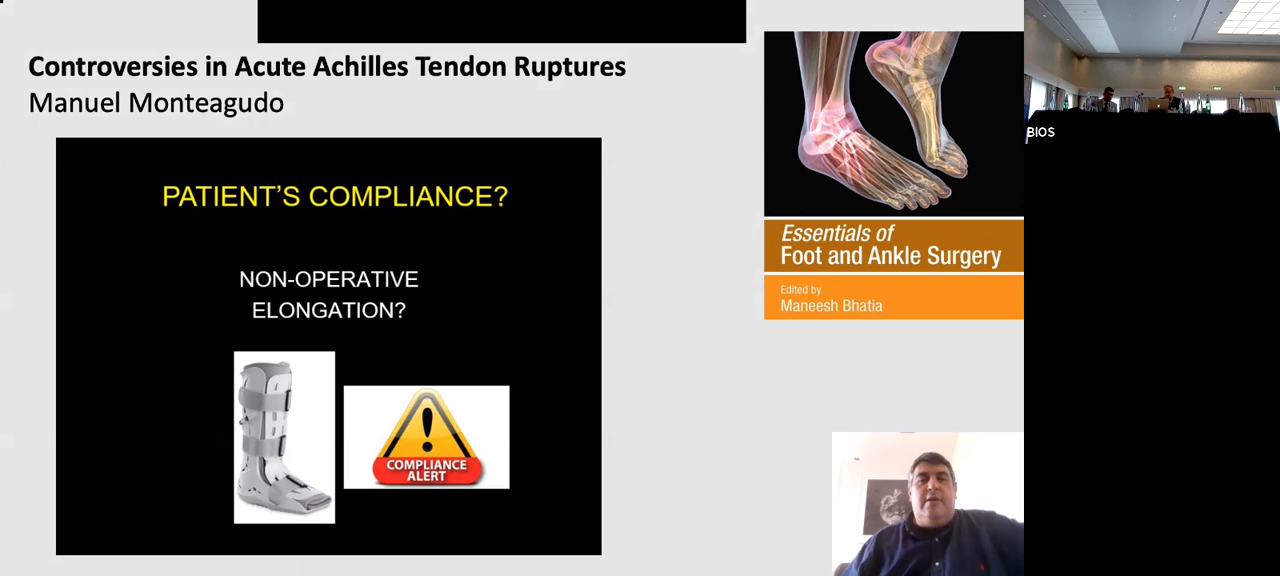 Controversies in Acute Achilles Tendon Ruptures
Manuel Monteagudo
PATIENT'S COMPLIANCE?
NON-OPERATIVE
ELONGATION?
COMPLIANCE
ALERT
Essentials of
Foot and Ankle Surgery
Edited by
Maneesh Bhatia
BIOS